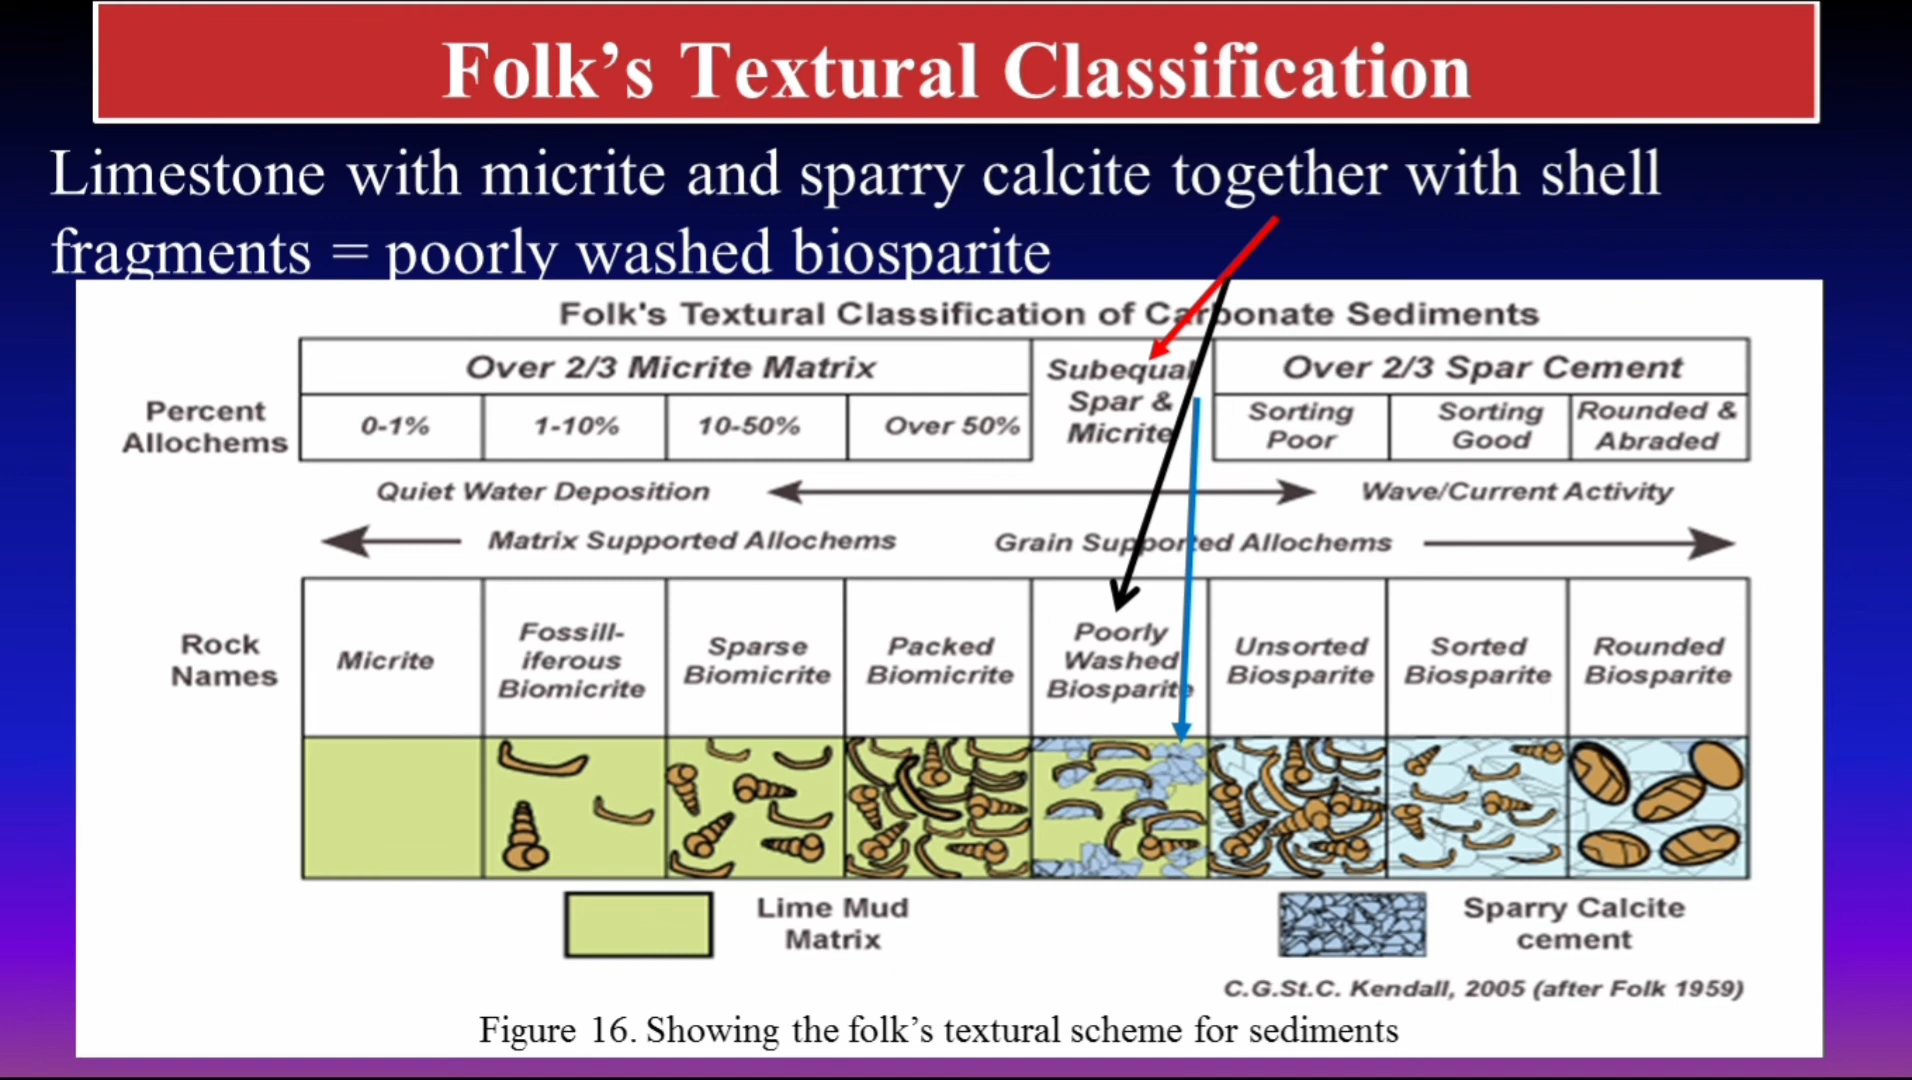 Folk’s Textural Classification
Limestone with micrite and sparry calcite together with shell
fragments = poorly washed biosparite
Folk's Textural Classification of Carbonate Sediments
Percent
Allochems
Over 2/3 Micrite Matrix
0-1%
1-10%
10-50%
Over 50%
Subequal
Spar &
Micrite
Over 2/3 Spar Cement
Sorting
Poor
Sorting
Good
Rounded &
Abraded
Quiet Water Deposition
Wave/Current Activity
Matrix Supported Allochems
Grain Supported Allochems
Rock
Names
Micrite
Fossill-
iferous
Biomicrite
Sparse
Biomicrite
Packed
Biomicrite
Poorly
Washed
Biosparite
Unsorted
Biosparite
Sorted
Biosparite
Rounded
Biosparite
Lime Mud
Matrix
Sparry Calcite
cement
C.G.St.C. Kendall, 2005 (after Folk 1959)
Figure 16. Showing the folk’s textural scheme for sediments